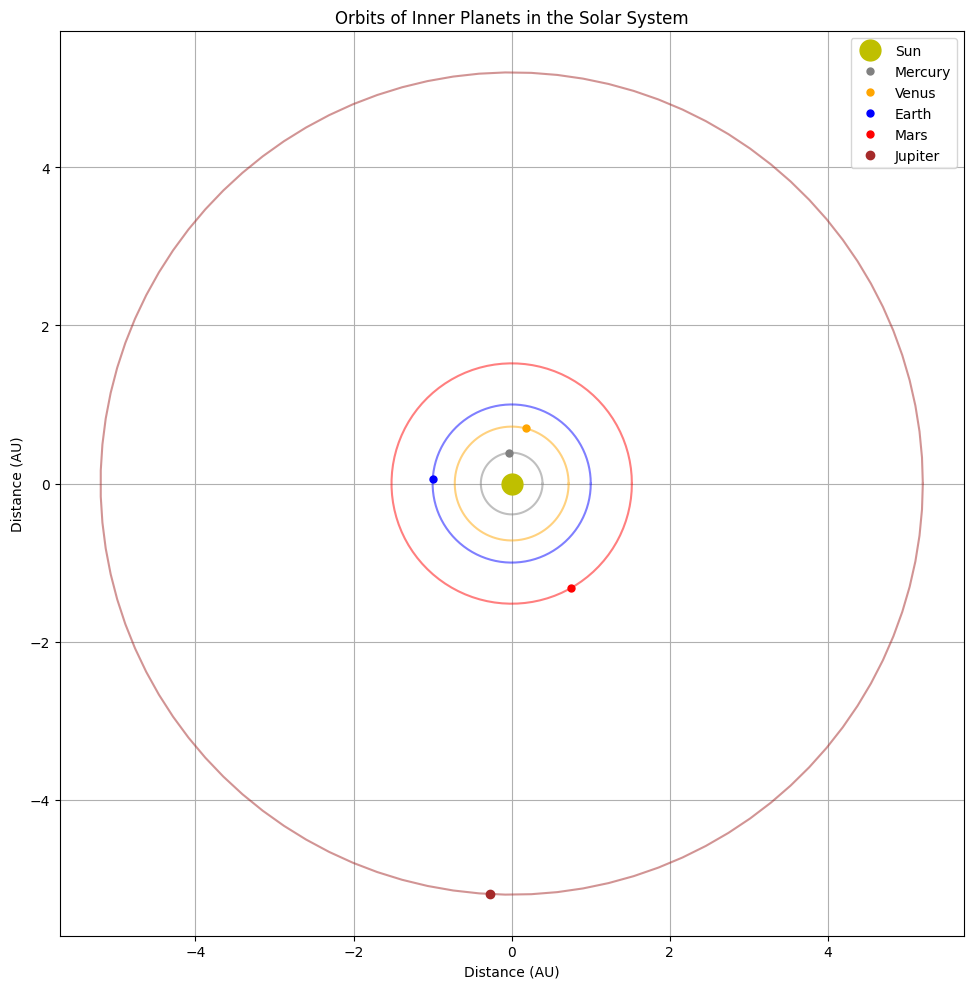 Orbits of Inner Planets in the Solar System
Sun
Mercury
Venus
Earth
Mars
Jupiter
4
2
0
−2
−4
Distance (AU)
−4
−2
0
2
4
Distance (AU)